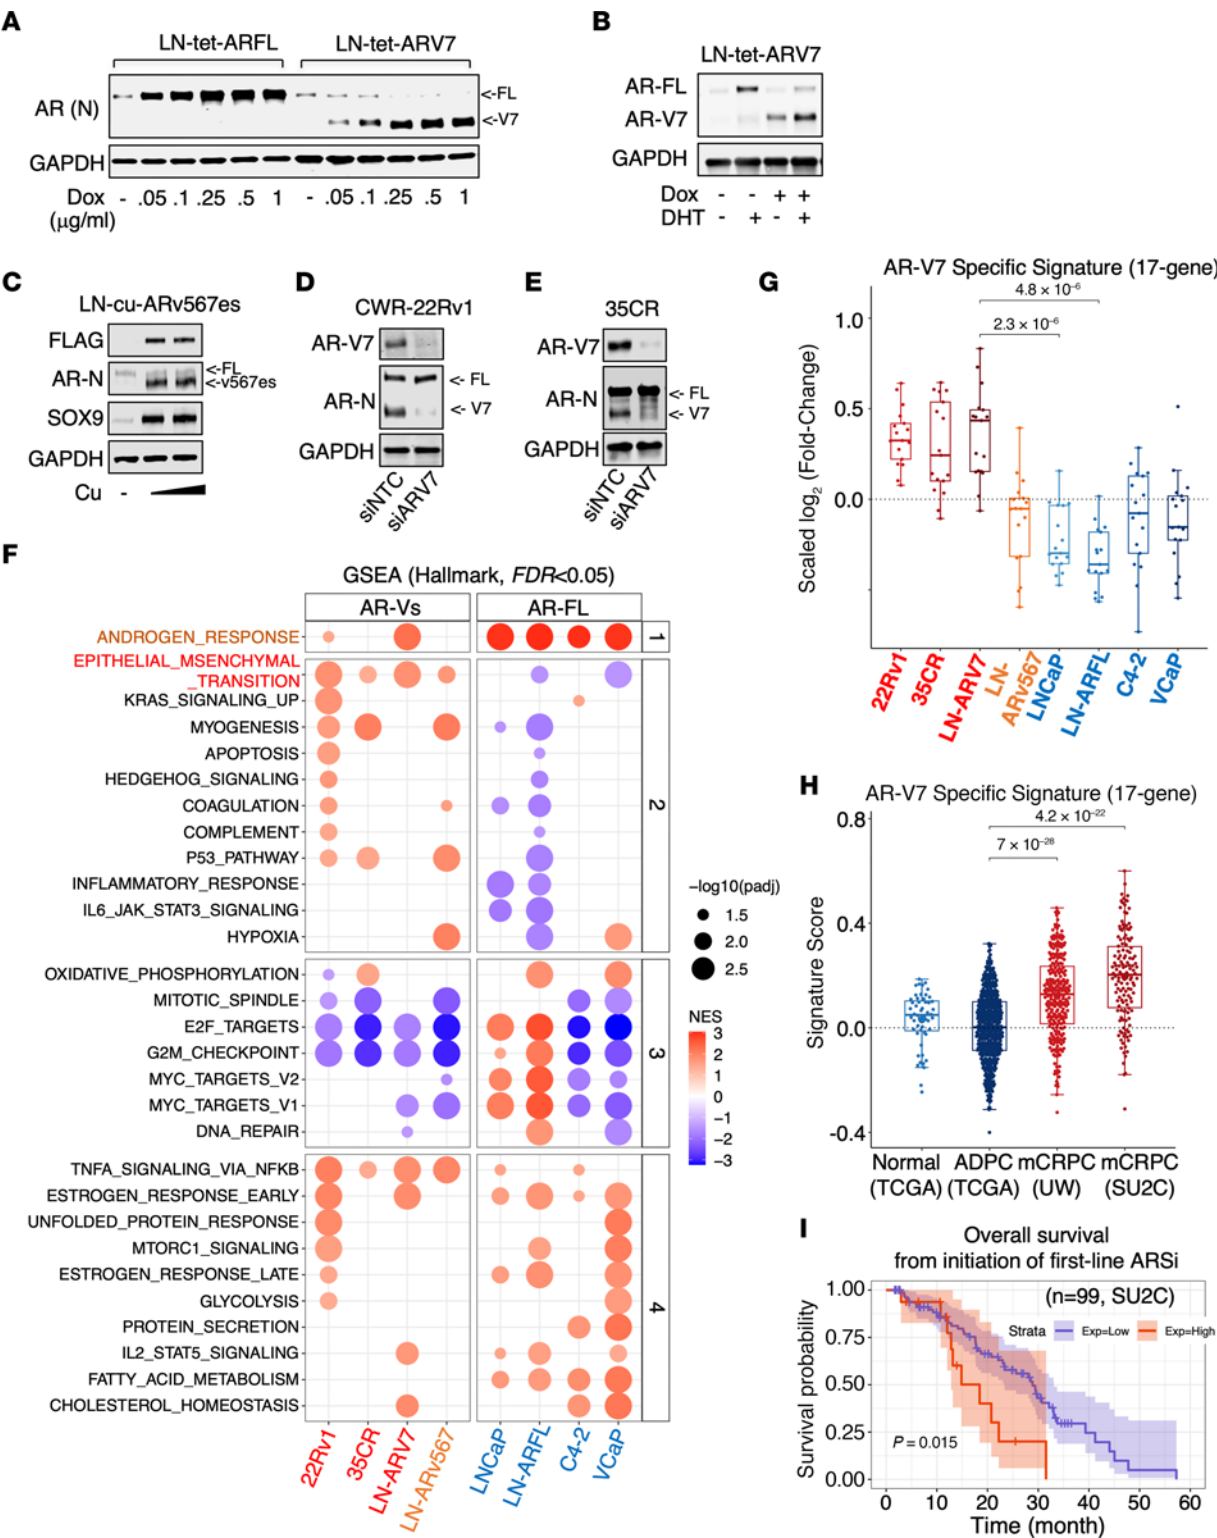 A
LN-tet-ARFL LN-tet-ARV7
AR (N)
<-FL
<-V7
GAPDH
Dox - .05 .1 .25 .5 1 - .05 .1 .25 .5 1
(µg/ml)
B
LN-tet-ARV7
AR-FL
AR-V7
GAPDH
Dox - - + +
DHT - + - +
C
LN-cu-ARv567es
FLAG
AR-N
<-FL
<-v567es
SOX9
GAPDH
Cu -
D
CWR-22Rv1
AR-V7
AR-N
<- FL
<- V7
GAPDH
siNTC
siARV7
E
35CR
AR-V7
AR-N
<- FL
<- V7
GAPDH
siNTC
siARV7
F
GSEA (Hallmark, FDR<0.05)
AR-Vs AR-FL
ANDROGEN_RESPONSE
1
EPITHELIAL_MSENCHYMAL
_TRANSITION
KRAS_SIGNALING_UP
MYOGENESIS
APOPTOSIS
HEDGEHOG_SIGNALING
COAGULATION
COMPLEMENT
P53_PATHWAY
INFLAMMATORY_RESPONSE
IL6_JAK_STAT3_SIGNALING
HYPOXIA
2
OXIDATIVE_PHOSPHORYLATION
MITOTIC_SPINDLE
E2F_TARGETS
G2M_CHECKPOINT
MYC_TARGETS_V2
MYC_TARGETS_V1
DNA_REPAIR
3
TNFA_SIGNALING_VIA_NFKB
ESTROGEN_RESPONSE_EARLY
UNFOLDED_PROTEIN_RESPONSE
MTORC1_SIGNALING
ESTROGEN_RESPONSE_LATE
GLYCOLYSIS
PROTEIN_SECRETION
IL2_STAT5_SIGNALING
FATTY_ACID_METABOLISM
CHOLESTEROL_HOMEOSTASIS
4
22Rv1
35CR
LN-ARV7
LN-ARv567
LNCaP
LN-ARFL
C4-2
VCaP
-log10(padj)
1.5
2.0
2.5
NES
3
2
1
0
−1
−2
−3
G
AR-V7 Specific Signature (17-gene)
4.8 × 10⁻⁶
2.3 × 10⁻⁶
Scaled log₂ (Fold-Change)
1.0
0.5
0.0
22Rv1
35CR
LN-ARV7
LN-
ARv567
LNCaP
LN-ARFL
C4-2
VCaP
H
AR-V7 Specific Signature (17-gene)
4.2 × 10⁻²²
7 × 10⁻²⁸
Signature Score
0.8
0.4
0.0
-0.4
Normal ADPC mCRPC mCRPC
(TCGA) (TCGA) (UW) (SU2C)
I
Overall survival
from initiation of first-line ARSi
(n=99, SU2C)
Strata Exp=Low Exp=High
Survival probability
1.00
0.75
0.50
0.25
0.00
P = 0.015
0 10 20 30 40 50 60
Time (month)